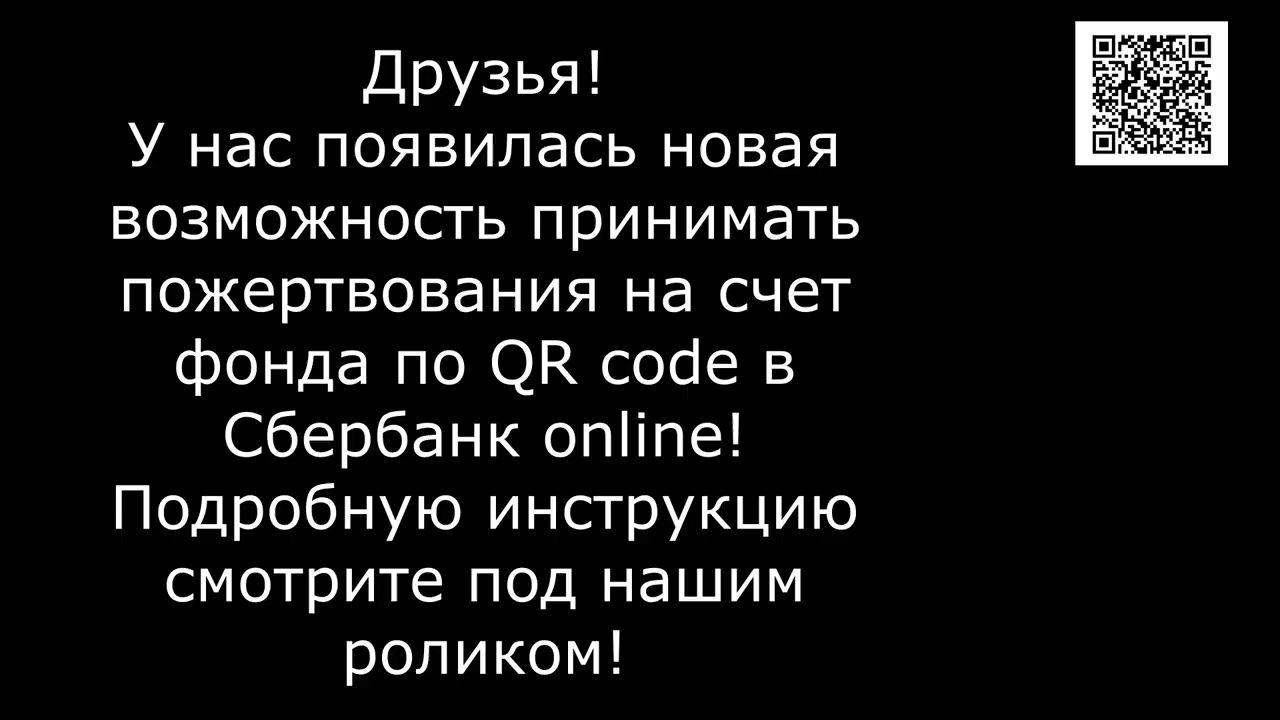 Друзья!
У нас появилась новая
возможность принимать
пожертвования на счет
фонда по QR code в
Сбербанк online!
Подробную инструкцию
смотрите под нашим
роликом!